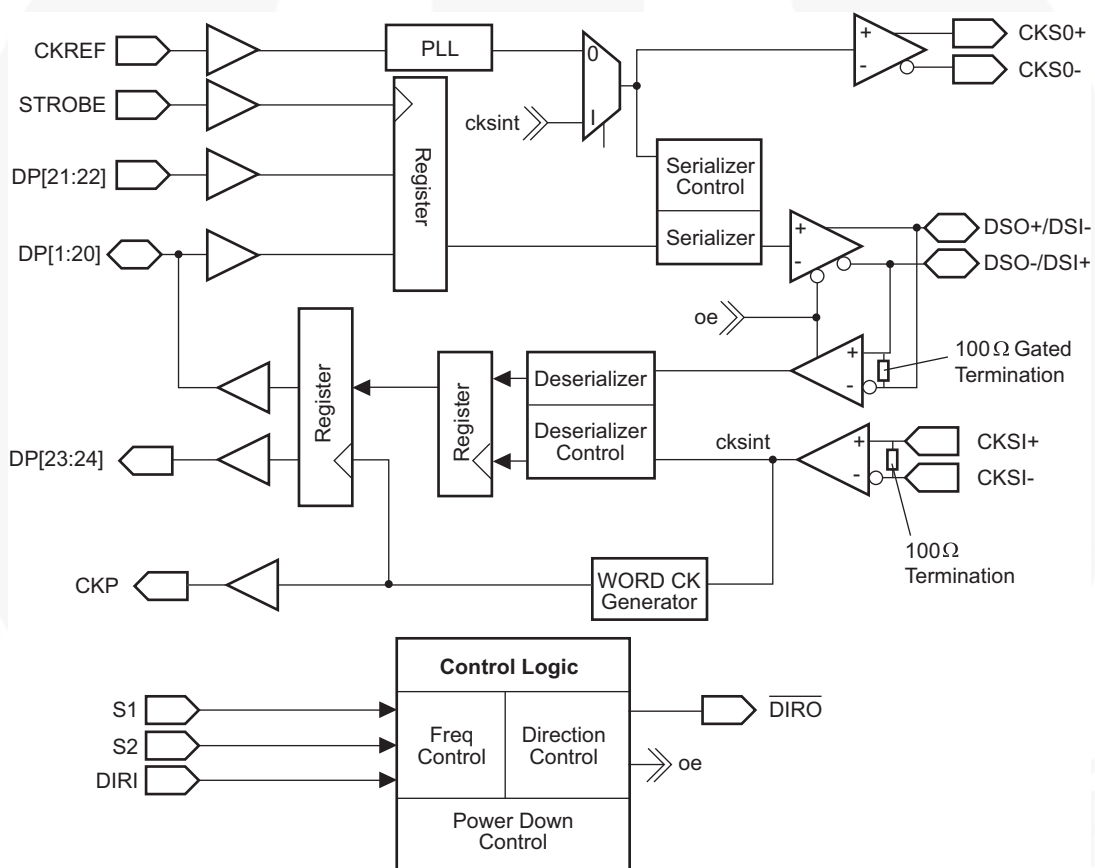 CKREF
PLL
0
+
-
CKS0+
CKS0-
STROBE
cksint
I
DP[21:22]
Register
Serializer
Control
Serializer
DP[1:20]
+
-
DSO+/DSI-
DSO-/DSI+
oe
+
-
100Ω Gated
Termination
Register
Register
Deserializer
Deserializer
Control
cksint
+
-
CKSI+
CKSI-
DP[23:24]
100Ω
Termination
CKP
WORD CK
Generator
Control Logic
S1
S2
DIRI
Freq
Control
Direction
Control
DIRO
oe
Power Down
Control